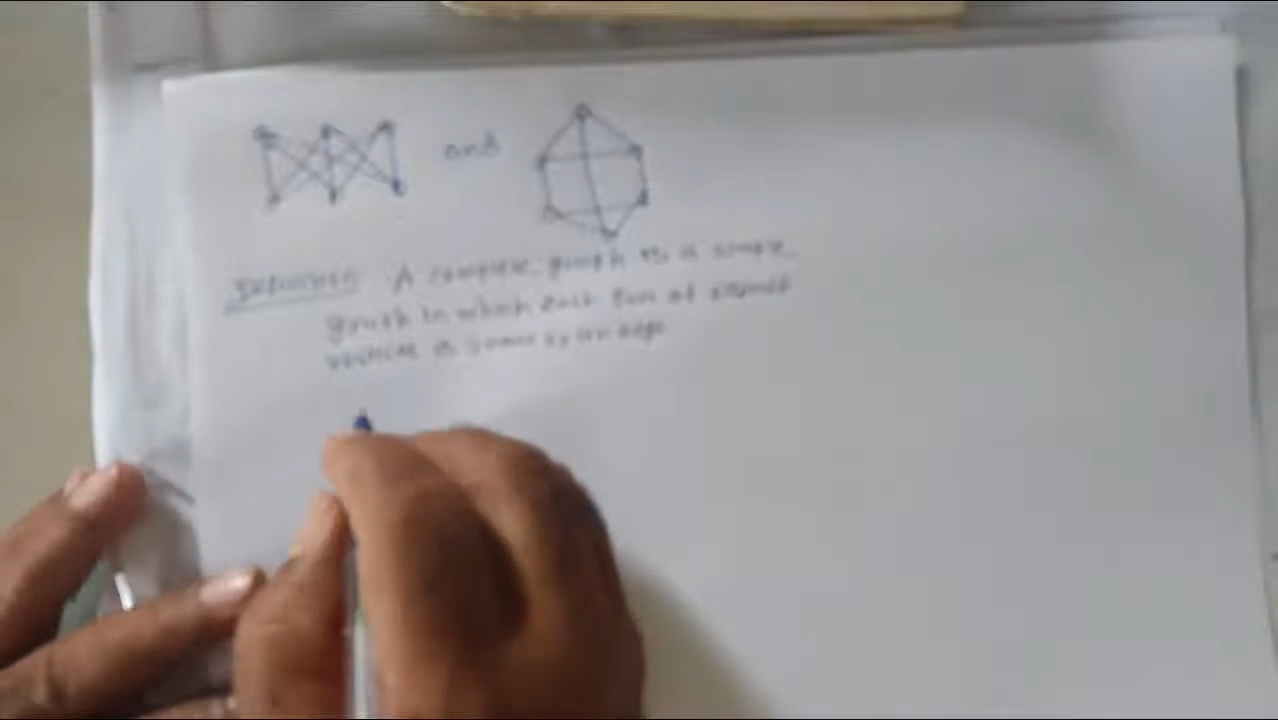 and
Definition A complete graph is a simple
graph in which each pair of distinct
vertices is joined by an edge